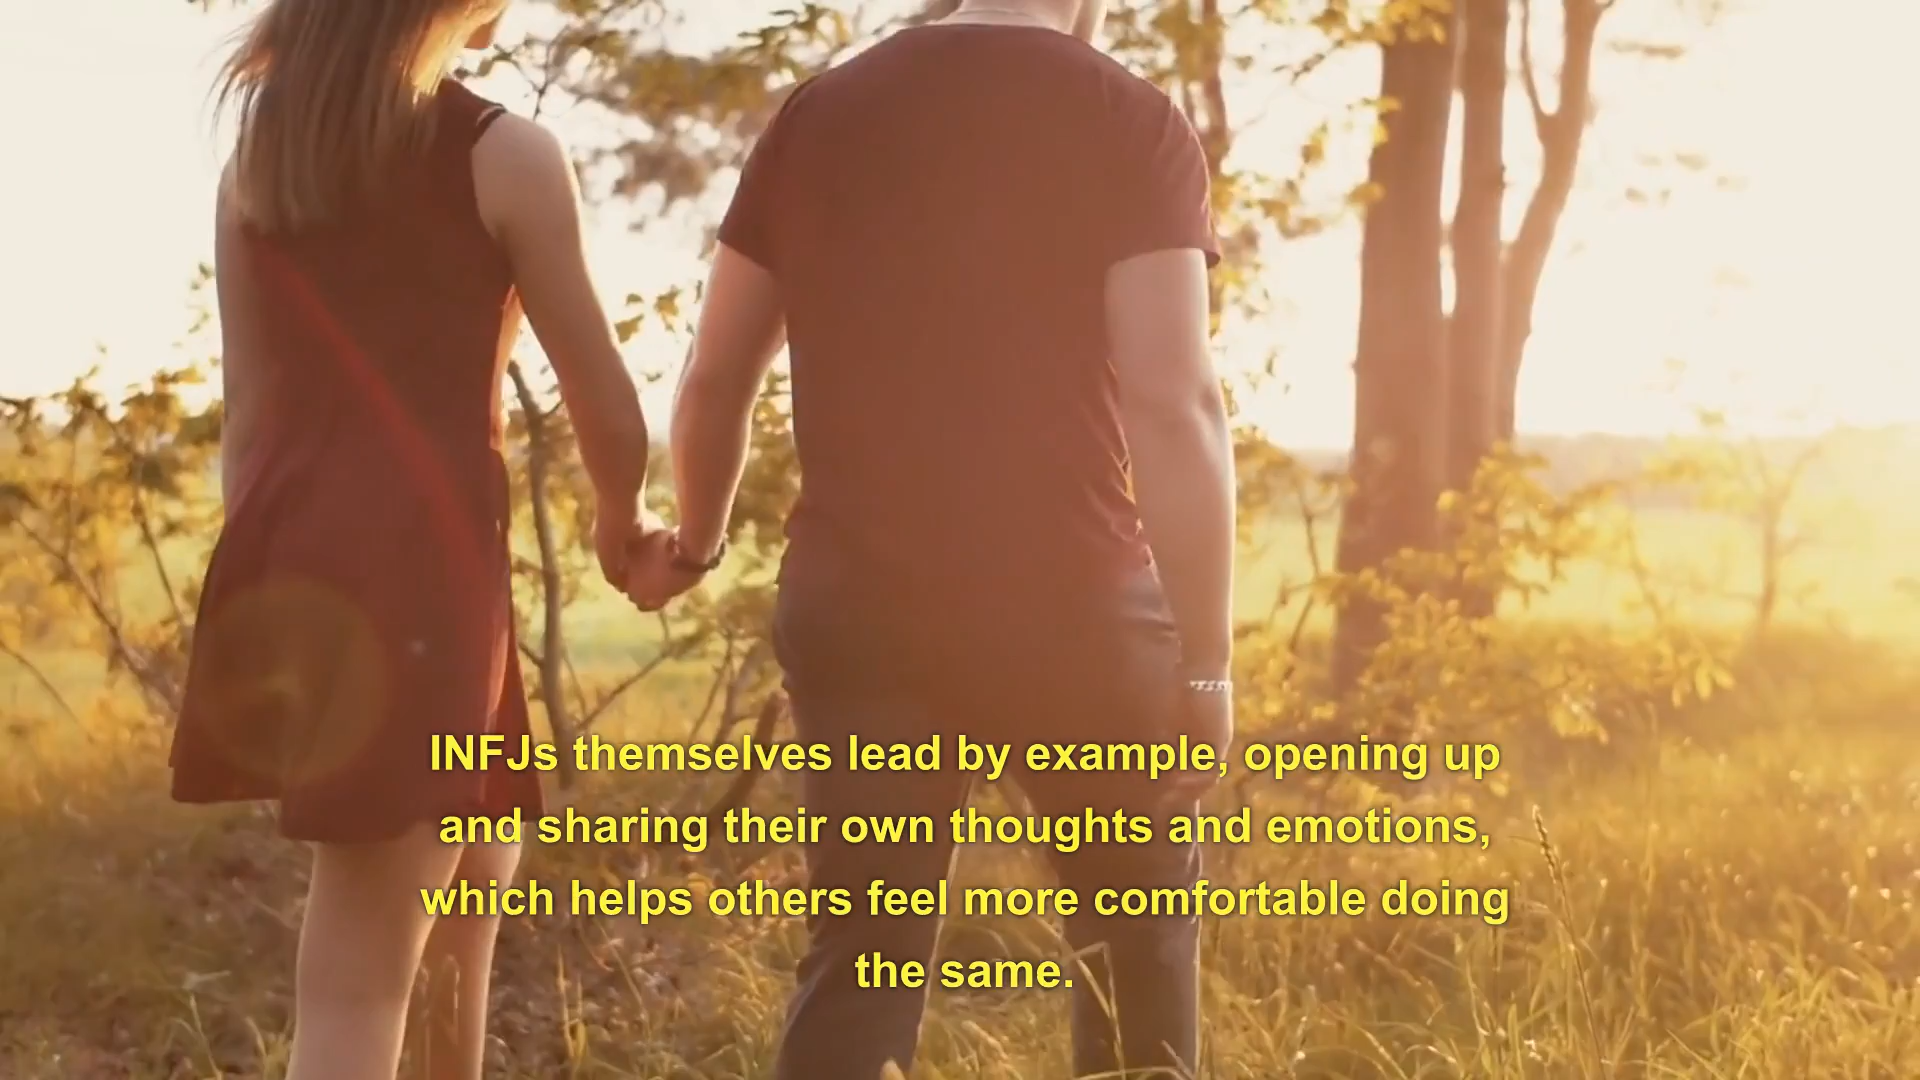 INFJs themselves lead by example, opening up
and sharing their own thoughts and emotions,
which helps others feel more comfortable doing
the same.